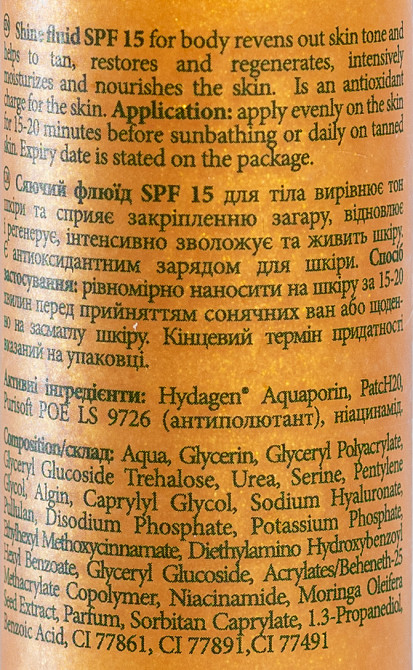 Shine fluid SPF 15 for body revens out skin tone and
helps to tan, restores and regenerates, intensively
moisturizes and nourishes the skin. Is an antioxidant
charge for the skin. Application: apply evenly on the skin
for 15-20 minutes before sunbathing or daily on tanned
skin. Expiry date is stated on the package.
Сяючий флюїд SPF 15 для тіла вирівнює тон
шкіри та сприяє закріпленню загару, відновлює
і регенерує, інтенсивно зволожує та живить шкіру.
Є антиоксидантним зарядом для шкіри. Спосіб
застосування: рівномірно наносити на шкіру за 15-20
хвилин перед прийняттям сонячних ван або щоден-
но на засмаглу шкіру. Кінцевий термін придатності
вказаний на упаковці.
Активні інгредієнти: Hydagen® Aquaporin, PatcH2O,
Purisoft POE LS 9726 (антиполютант), ніацинамід.
Composition/склад: Aqua, Glycerin, Glyceryl Polyacrylate,
Glyceryl Glucoside Trehalose, Urea, Serine, Pentylene
Glycol, Algin, Caprylyl Glycol, Sodium Hyaluronate,
Pullulan, Disodium Phosphate, Potassium Phosphate,
Ethylhexyl Methoxycinnamate, Diethylamino Hydroxybenzoyl
Hexyl Benzoate, Glyceryl Glucoside, Acrylates/Beheneth-25
Methacrylate Copolymer, Niacinamide, Moringa Oleifera
Seed Extract, Parfum, Sorbitan Caprylate, 1.3-Propanediol,
Benzoic Acid, CI 77861, CI 77891,CI 77491